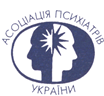 АСОЦІАЦІЯ ПСИХІАТРІВ
УКРАЇНИ